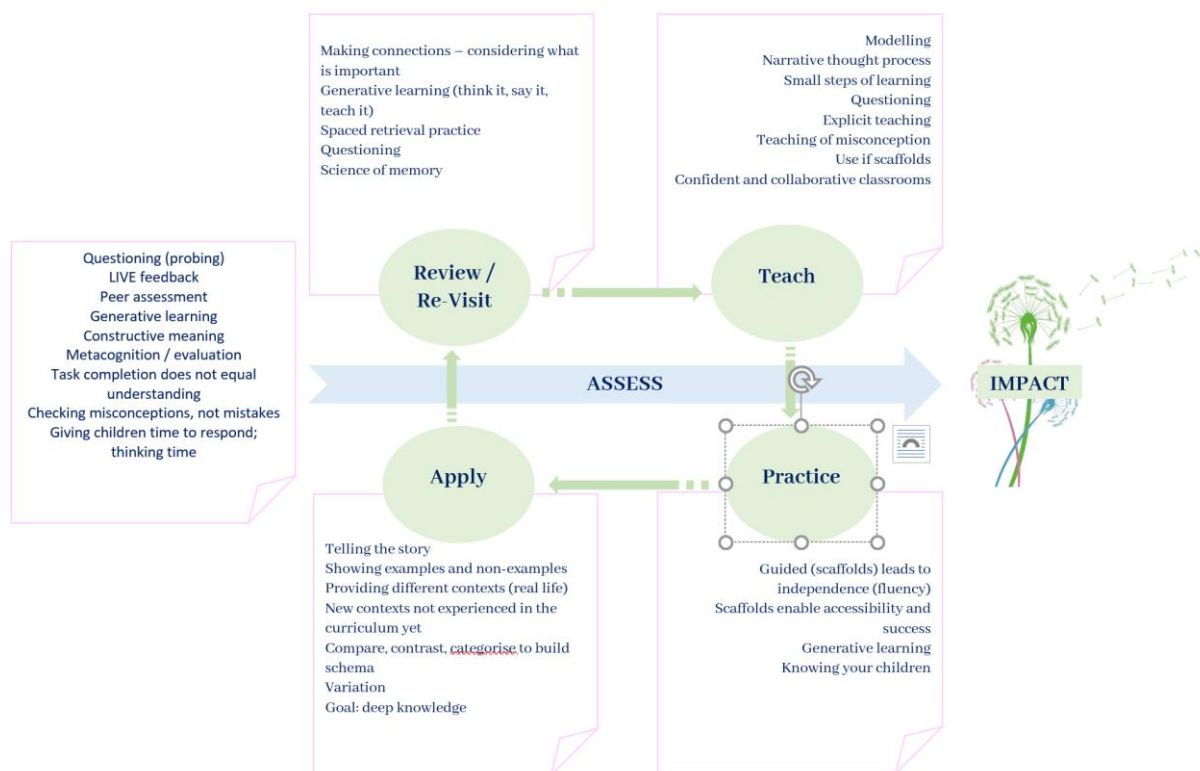 Making connections – considering what
is important
Generative learning (think it, say it,
teach it)
Spaced retrieval practice
Questioning
Science of memory
Modelling
Narrative thought process
Small steps of learning
Questioning
Explicit teaching
Teaching of misconception
Use if scaffolds
Confident and collaborative classrooms
Review /
Re-Visit
Teach
Questioning (probing)
LIVE feedback
Peer assessment
Generative learning
Constructive meaning
Metacognition / evaluation
Task completion does not equal
understanding
Checking misconceptions, not mistakes
Giving children time to respond;
thinking time
ASSESS
IMPACT
Apply
Practice
Telling the story
Showing examples and non-examples
Providing different contexts (real life)
New contexts not experienced in the
curriculum yet
Compare, contrast, categorise to build
schema
Variation
Goal: deep knowledge
Guided (scaffolds) leads to
independence (fluency)
Scaffolds enable accessibility and
success
Generative learning
Knowing your children